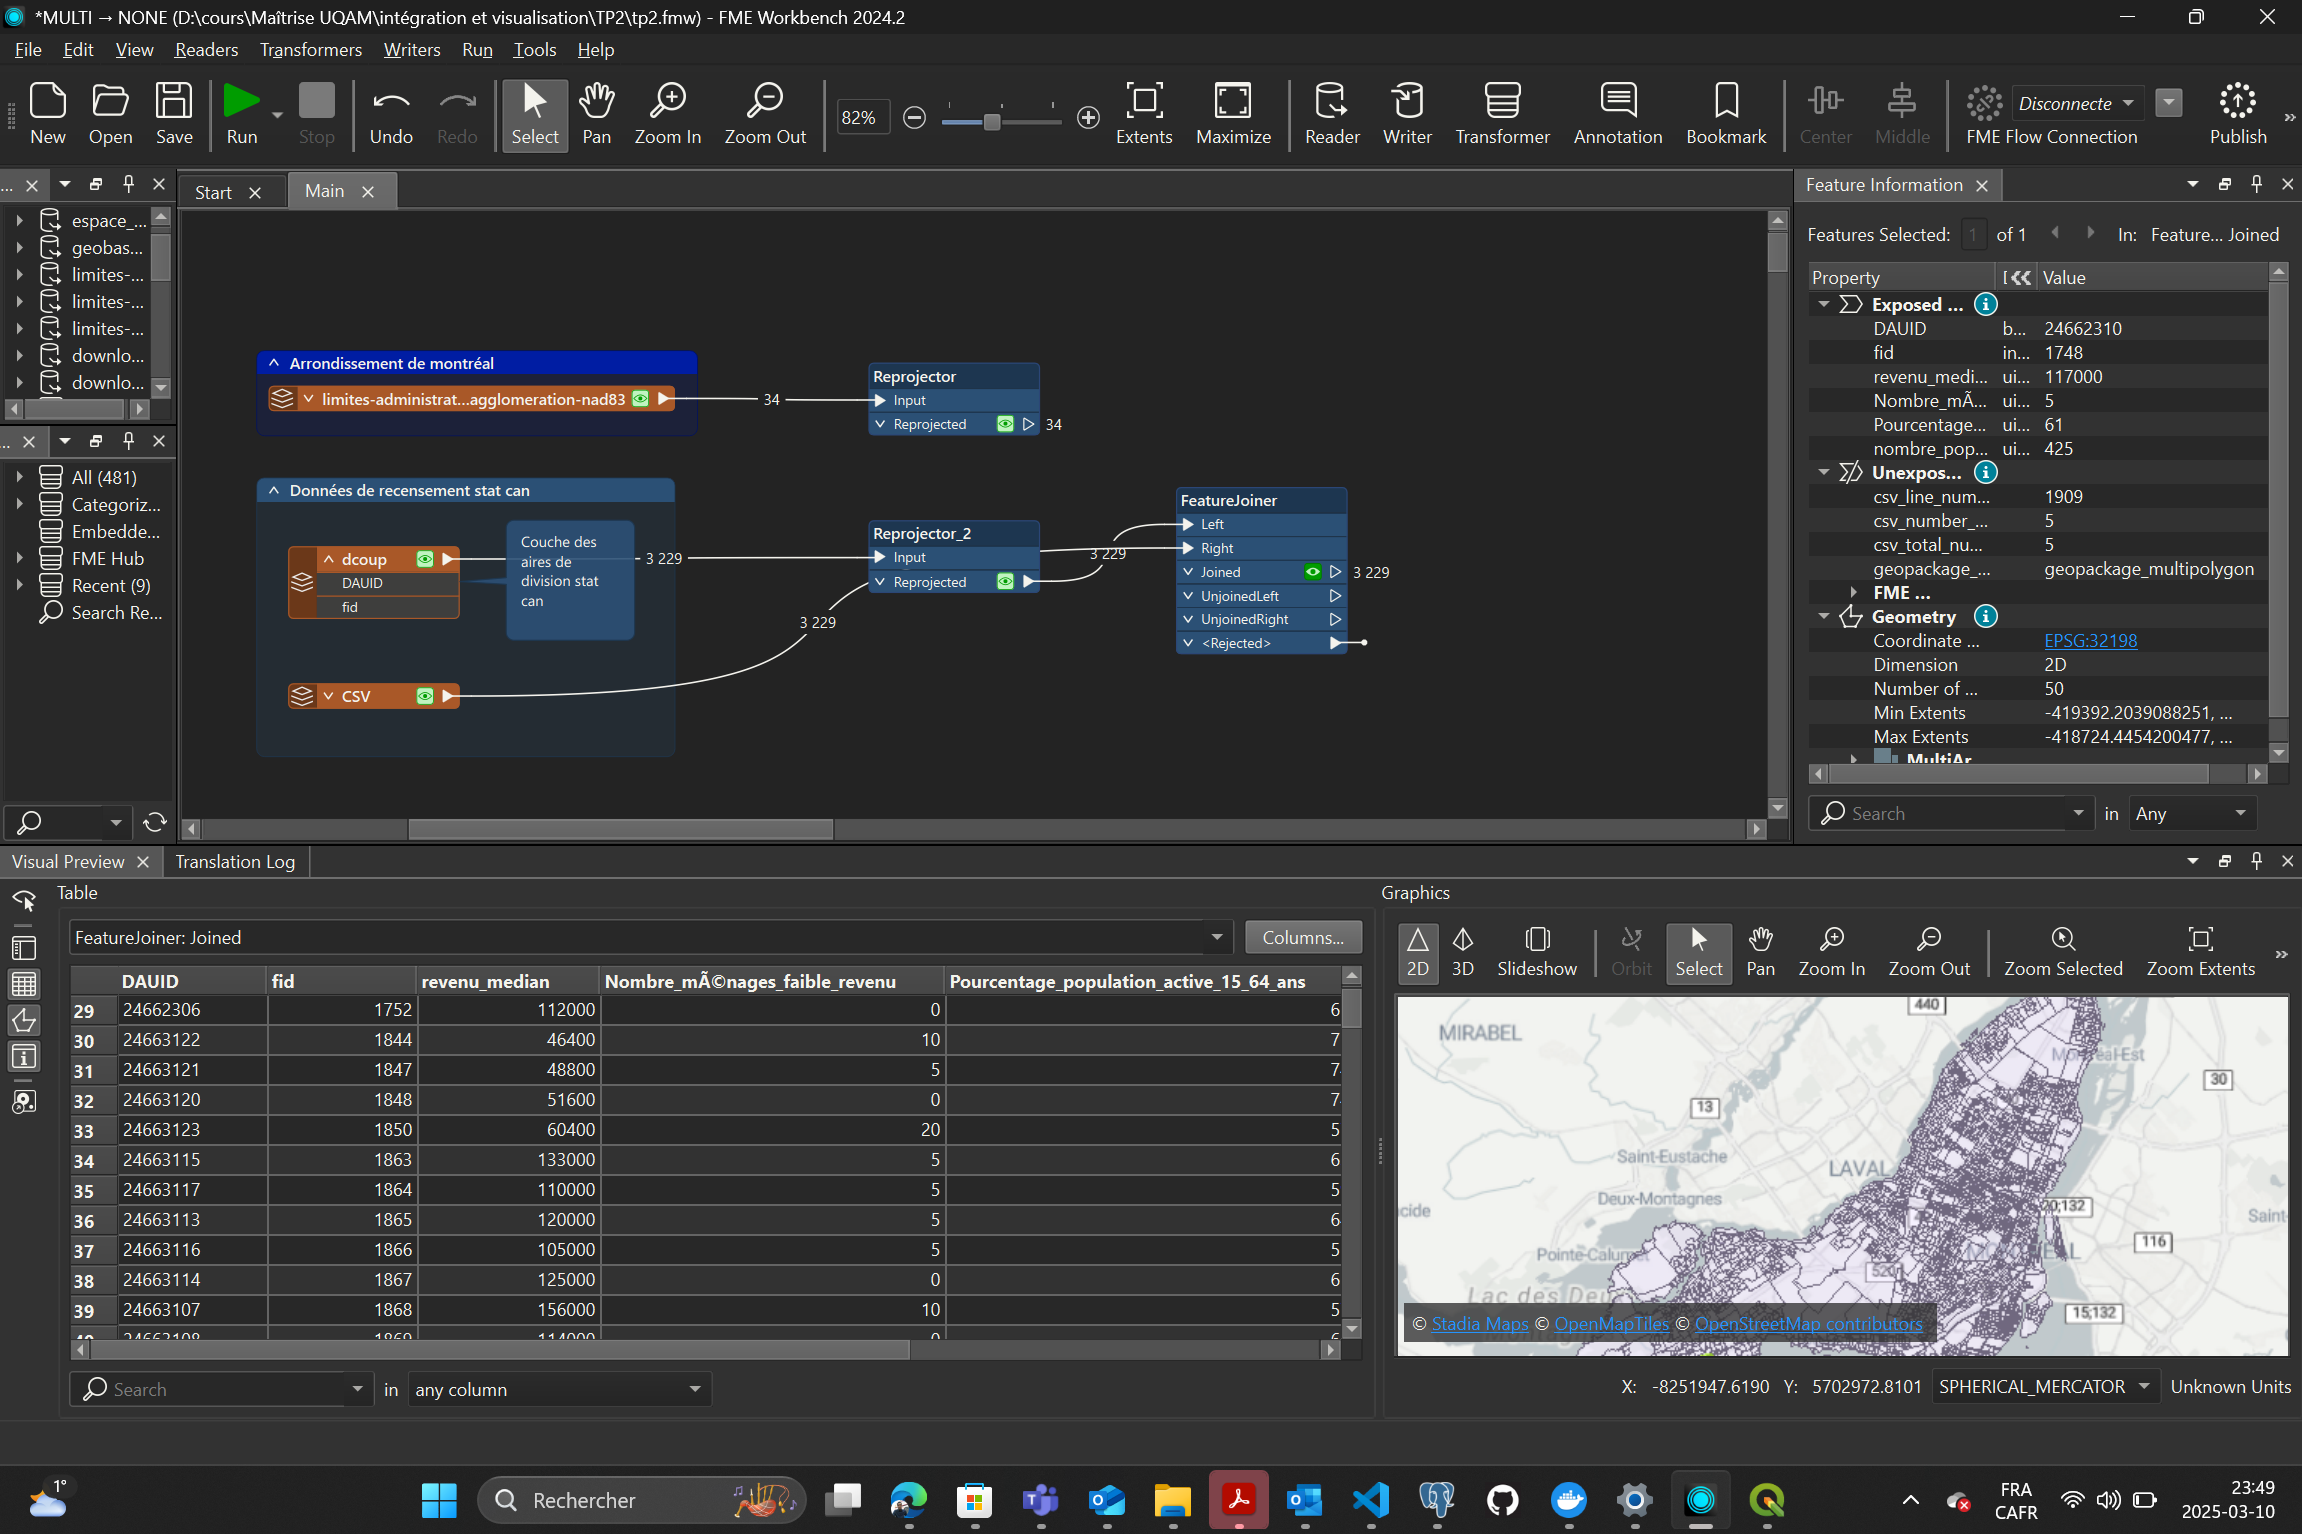 *MULTI → NONE (D:\cours\Maîtrise UQAM\intégration et visualisation\TP2\tp2.fmw) - FME Workbench 2024.2
File Edit View Readers Transformers Writers Run Tools Help
New Open Save Run Stop Undo Redo Select Pan Zoom In Zoom Out 82% Extents Maximize Reader Writer Transformer Annotation Bookmark Center Middle Disconnecte FME Flow Connection Publish
...
espace_...
geobas...
limites-...
limites-...
limites-...
downlo...
downlo...
...
All (481)
Categoriz...
Embedde...
FME Hub
Recent (9)
Search Re...
Start Main
Arrondissement de montréal
limites-administrat...agglomeration-nad83
34
Reprojector
Input
Reprojected 34
Données de recensement stat can
dcoup
DAUID
fid
Couche des
aires de
division stat
can
3 229
CSV
3 229
Reprojector_2
Input
Reprojected
3 229
FeatureJoiner
Left
Right
Joined 3 229
UnjoinedLeft
UnjoinedRight
<Rejected>
Feature Information
Features Selected: 1 of 1 In: Feature... Joined
Property Value
Exposed ...
DAUID b... 24662310
fid in... 1748
revenu_medi... ui... 117000
Nombre_mÃ... ui... 5
Pourcentage... ui... 61
nombre_pop... ui... 425
Unexpos...
csv_line_num... 1909
csv_number_... 5
csv_total_nu... 5
geopackage_... geopackage_multipolygon
FME ...
Geometry
Coordinate ... EPSG:32198
Dimension 2D
Number of ... 50
Min Extents -419392.2039088251, ...
Max Extents -418724.4454200477, ...
MultiAr
Search in Any
Visual Preview Translation Log
Table
FeatureJoiner: Joined Columns...
DAUID fid revenu_median Nombre_mÃ©nages_faible_revenu Pourcentage_population_active_15_64_ans
29 24662306 1752 112000 0 6
30 24663122 1844 46400 10 7
31 24663121 1847 48800 5 7
32 24663120 1848 51600 0 7
33 24663123 1850 60400 20 5
34 24663115 1863 133000 5 6
35 24663117 1864 110000 5 5
36 24663113 1865 120000 5 6
37 24663116 1866 105000 5 5
38 24663114 1867 125000 0 6
39 24663107 1868 156000 10 5
40 24663108 1869 114000 0 6
Search in any column
Graphics
2D 3D Slideshow Orbit Select Pan Zoom In Zoom Out Zoom Selected Zoom Extents
440
MIRABEL
Montréal-Est
30
13
Saint-Eustache
LAVAL
Deux-Montagnes
20;132
cide
Saint-
Pointe-Calumet
116
MONTRÉAL
520
Lac des Deu
15;132
© Stadia Maps © OpenMapTiles © OpenStreetMap contributors
X: -8251947.6190 Y: 5702972.8101 SPHERICAL_MERCATOR Unknown Units
1°
Rechercher
FRA
CAFR
23:49
2025-03-10